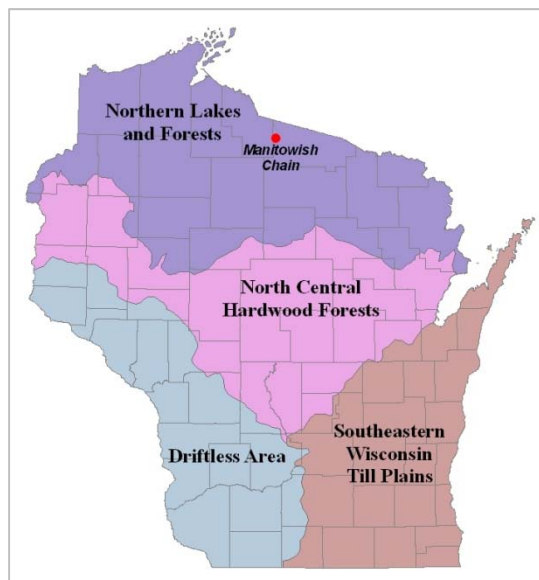 Northern Lakes
and Forests
Manitowish
Chain
North Central
Hardwood Forests
Driftless Area
Southeastern
Wisconsin
Till Plains